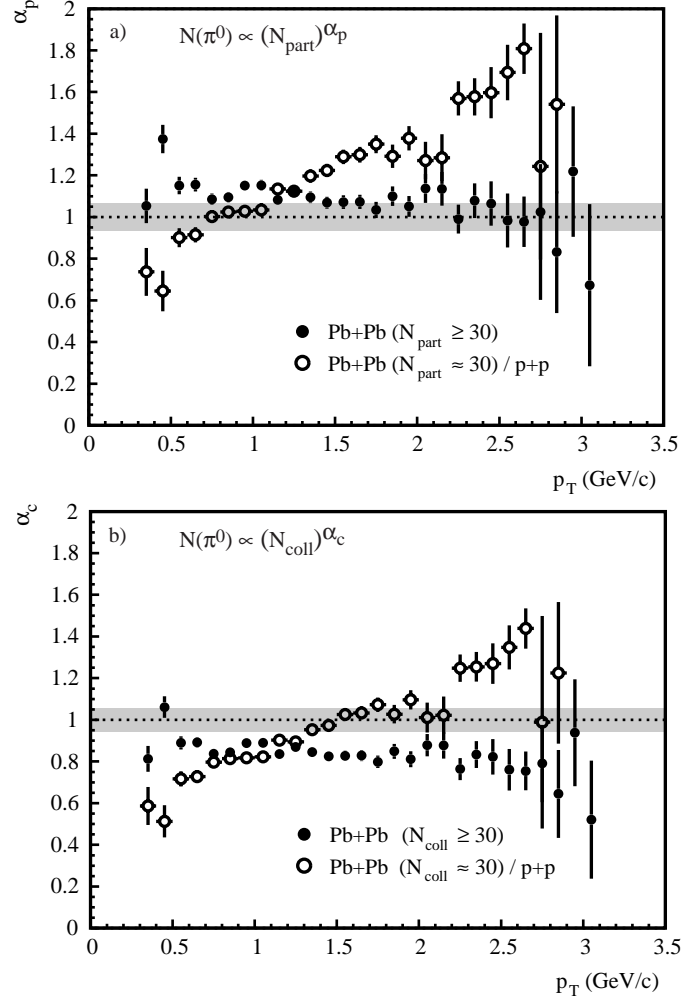 α_p
2
a) N(π⁰) ∝ (N_part)^α_p
1.8
1.6
1.4
1.2
1
0.8
0.6
Pb+Pb (N_part ≥ 30)
0.4
Pb+Pb (N_part ≈ 30) / p+p
0.2
0
0 0.5 1 1.5 2 2.5 3 3.5
p_T (GeV/c)
α_c
2
b) N(π⁰) ∝ (N_coll)^α_c
1.8
1.6
1.4
1.2
1
0.8
0.6
Pb+Pb (N_coll ≥ 30)
0.4
Pb+Pb (N_coll ≈ 30) / p+p
0.2
0
0 0.5 1 1.5 2 2.5 3 3.5
p_T (GeV/c)